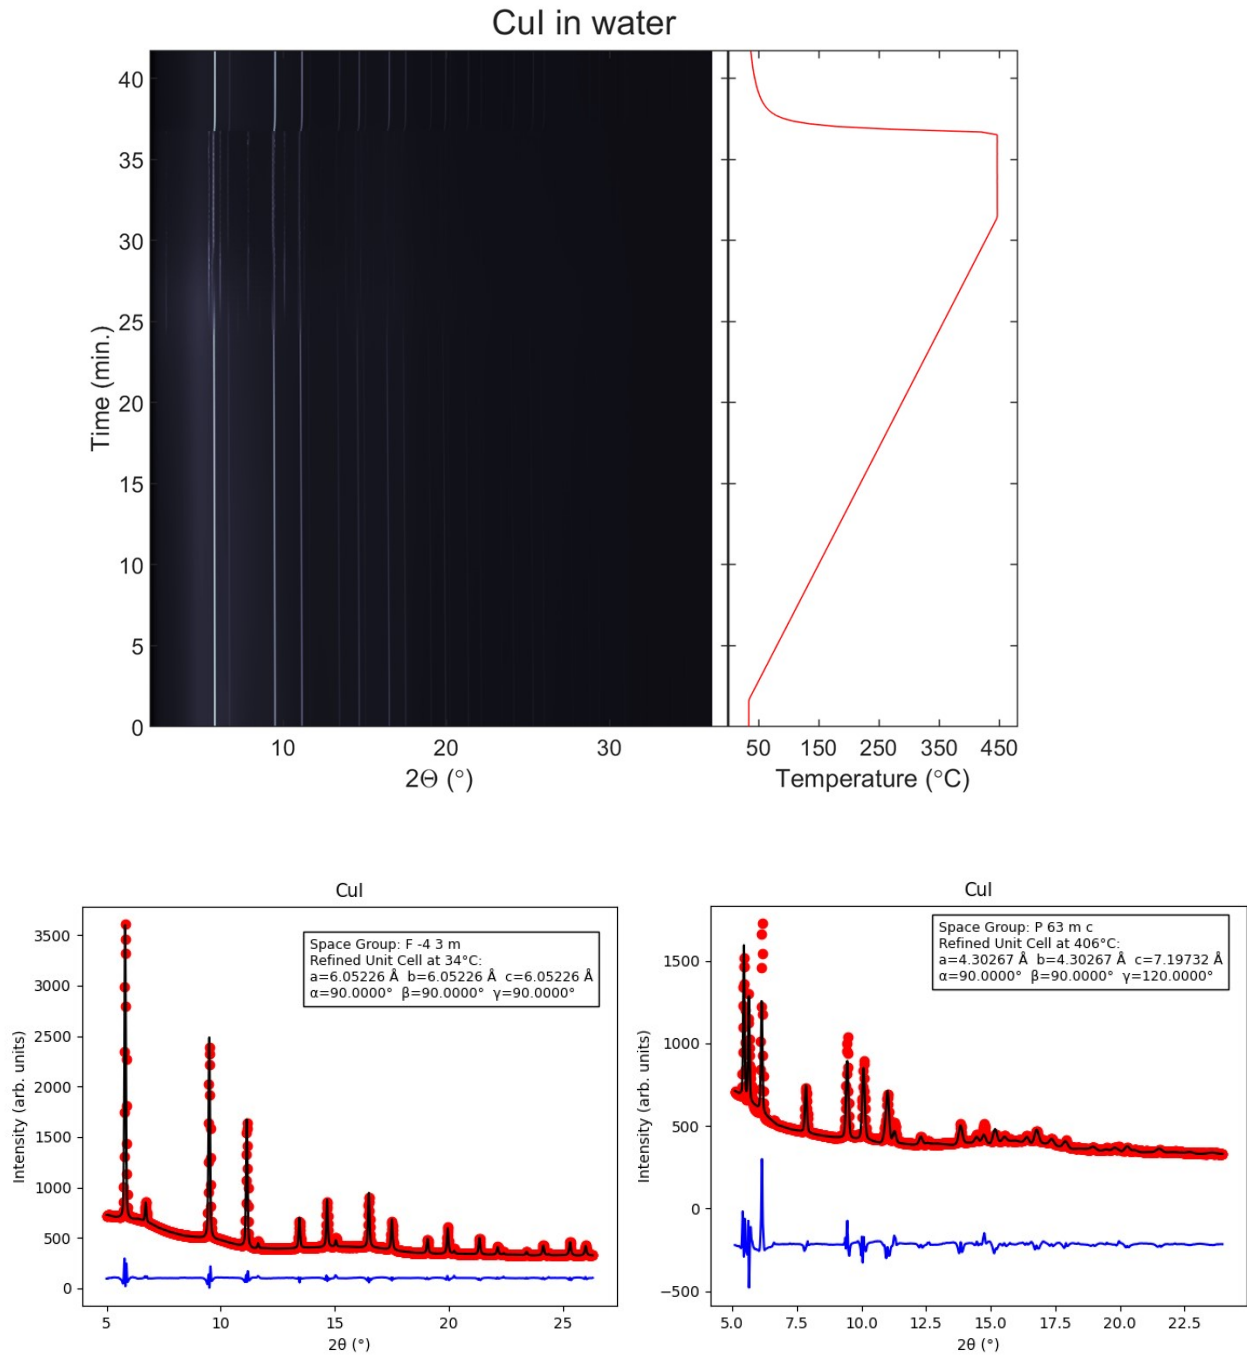 CuI in water
40
35
30
25
20
15
10
5
0
Time (min.)
10 20 30
2Θ (°)
50 150 250 350 450
Temperature (°C)
CuI
3500
3000
2500
2000
1500
1000
500
0
Intensity (arb. units)
Space Group: F -4 3 m
Refined Unit Cell at 34°C:
a=6.05226 Å b=6.05226 Å c=6.05226 Å
α=90.0000° β=90.0000° γ=90.0000°
5 10 15 20 25
2θ (°)
CuI
1500
1000
500
0
−500
Intensity (arb. units)
Space Group: P 63 m c
Refined Unit Cell at 406°C:
a=4.30267 Å b=4.30267 Å c=7.19732 Å
α=90.0000° β=90.0000° γ=120.0000°
5.0 7.5 10.0 12.5 15.0 17.5 20.0 22.5
2θ (°)